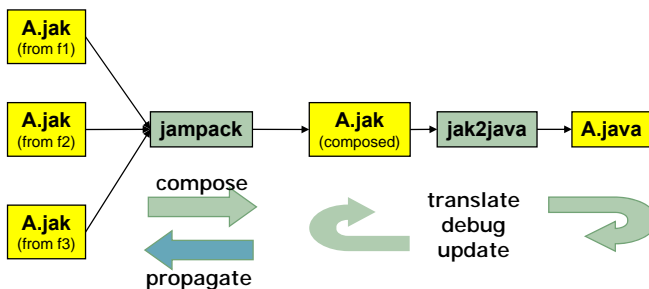 A.jak
(from f1)
A.jak
(from f2)
jampack
A.jak
(composed)
jak2java
A.java
A.jak
(from f3)
compose
propagate
translate
debug
update